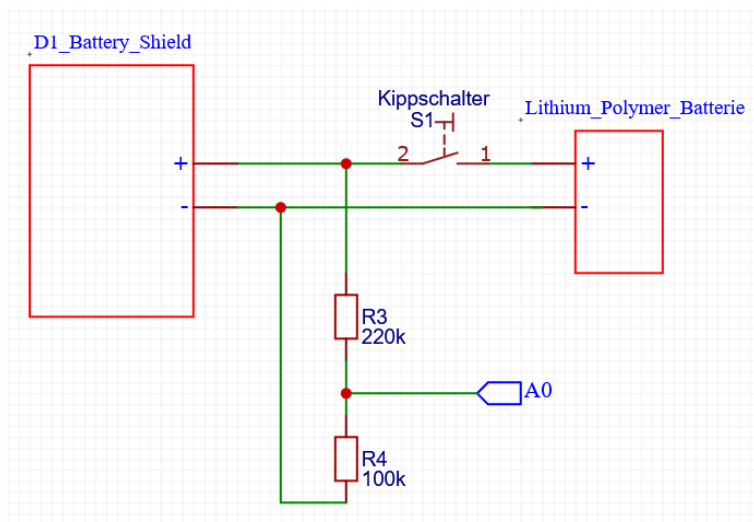 D1_Battery_Shield
Kippschalter
S1
Lithium_Polymer_Batterie
+
2
1
+
-
-
R3
220k
A0
R4
100k